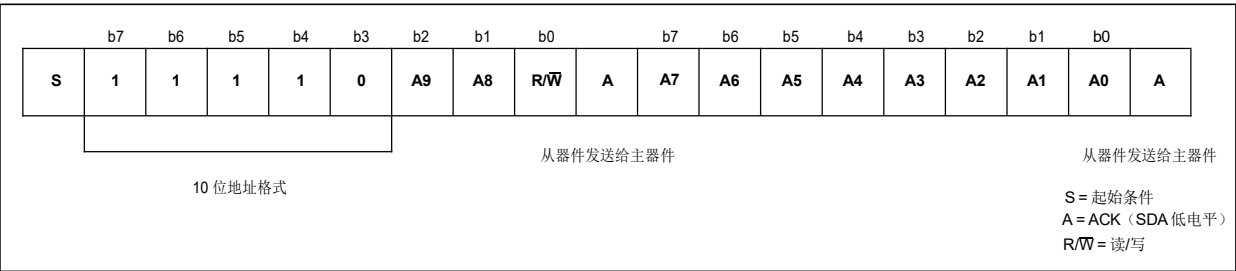 b7 b6 b5 b4 b3 b2 b1 b0 b7 b6 b5 b4 b3 b2 b1 b0
S 1 1 1 1 0 A9 A8 R/W̅ A A7 A6 A5 A4 A3 A2 A1 A0 A
从器件发送给主器件 从器件发送给主器件
10 位地址格式
S = 起始条件
A = ACK（SDA 低电平）
R/W̅ = 读/写